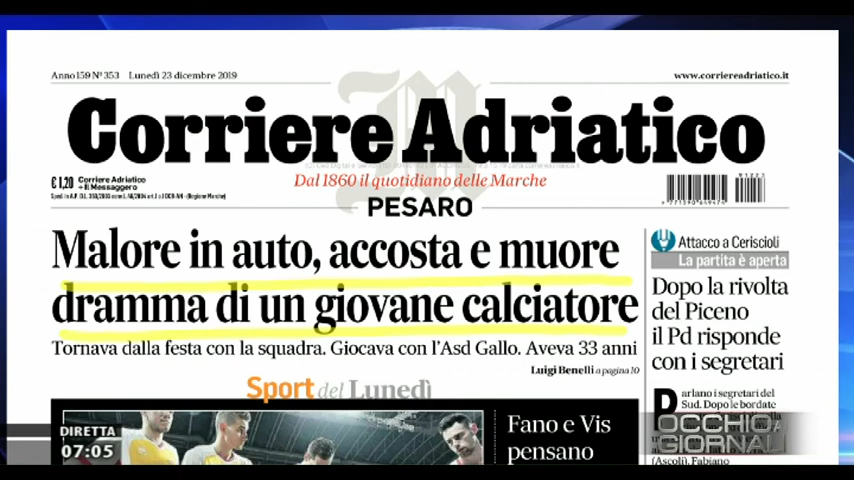 Anno 159 N° 353 Lunedì 23 dicembre 2019
www.corriereadriatico.it
Corriere Adriatico
€ 1,20 Corriere Adriatico
+ Il Messaggero
Dal 1860 il quotidiano delle Marche
PESARO
Malore in auto, accosta e muore
dramma di un giovane calciatore
Tornava dalla festa con la squadra. Giocava con l'Asd Gallo. Aveva 33 anni
Luigi Benelli a pagina 10
Attacco a Ceriscioli
La partita è aperta
Dopo la rivolta
del Piceno
il Pd risponde
con i segretari
Parlano i segretari del
Sud. Dopo le bordate
(Ascoli), Fabiano
Sport del Lunedì
Fano e Vis
pensano
DIRETTA
07:05
OCCHIO AI
GIORNALI